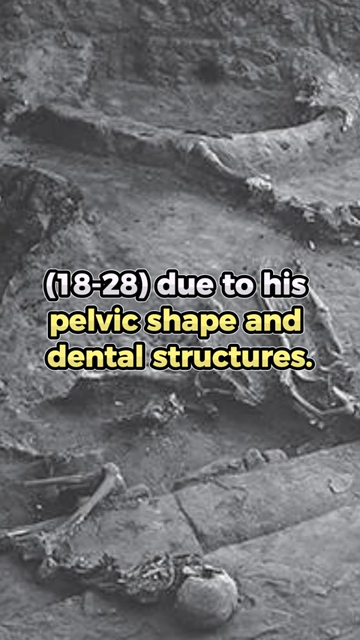 (18-28) due to his
pelvic shape and
dental structures.